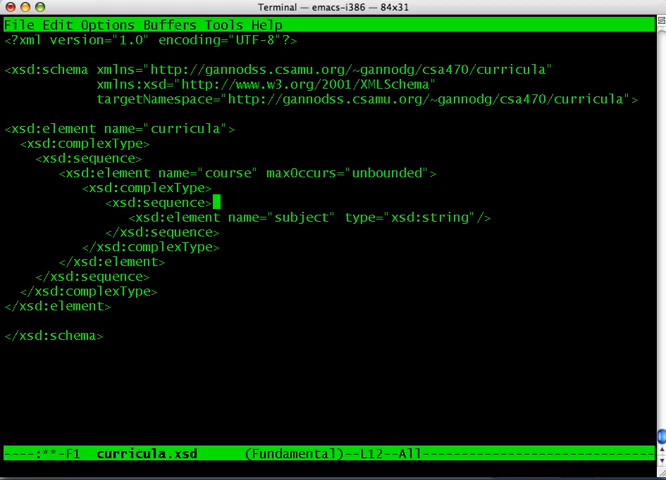 Terminal — emacs-i386 — 84x31
File Edit Options Buffers Tools Help
<?xml version="1.0" encoding="UTF-8"?>
<xsd:schema xmlns="http://gannodss.csamu.org/~gannodg/csa470/curricula"
xmlns:xsd="http://www.w3.org/2001/XMLSchema"
targetNamespace="http://gannodss.csamu.org/~gannodg/csa470/curricula">
<xsd:element name="curricula">
<xsd:complexType>
<xsd:sequence>
<xsd:element name="course" maxOccurs="unbounded">
<xsd:complexType>
<xsd:sequence>
<xsd:element name="subject" type="xsd:string"/>
</xsd:sequence>
</xsd:complexType>
</xsd:element>
</xsd:sequence>
</xsd:complexType>
</xsd:element>
</xsd:schema>
----:**-F1 curricula.xsd (Fundamental)--L12--All------------------------------